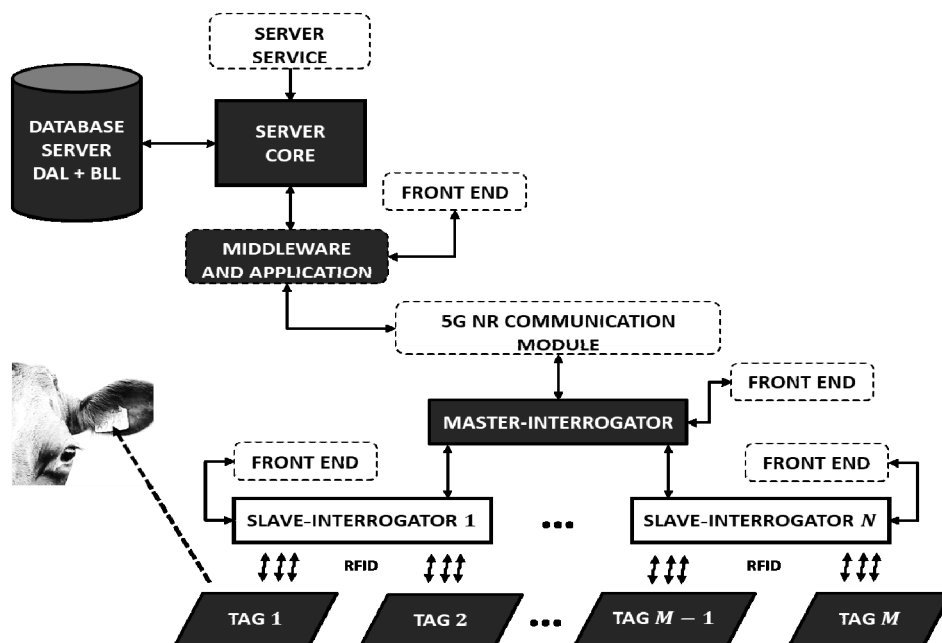 SERVER
SERVICE
DATABASE
SERVER
DAL + BLL
SERVER
CORE
FRONT END
MIDDLEWARE
AND APPLICATION
5G NR COMMUNICATION
MODULE
FRONT END
MASTER-INTERROGATOR
FRONT END
FRONT END
SLAVE-INTERROGATOR 1
...
SLAVE-INTERROGATOR N
RFID
RFID
TAG 1
TAG 2
...
TAG M − 1
TAG M